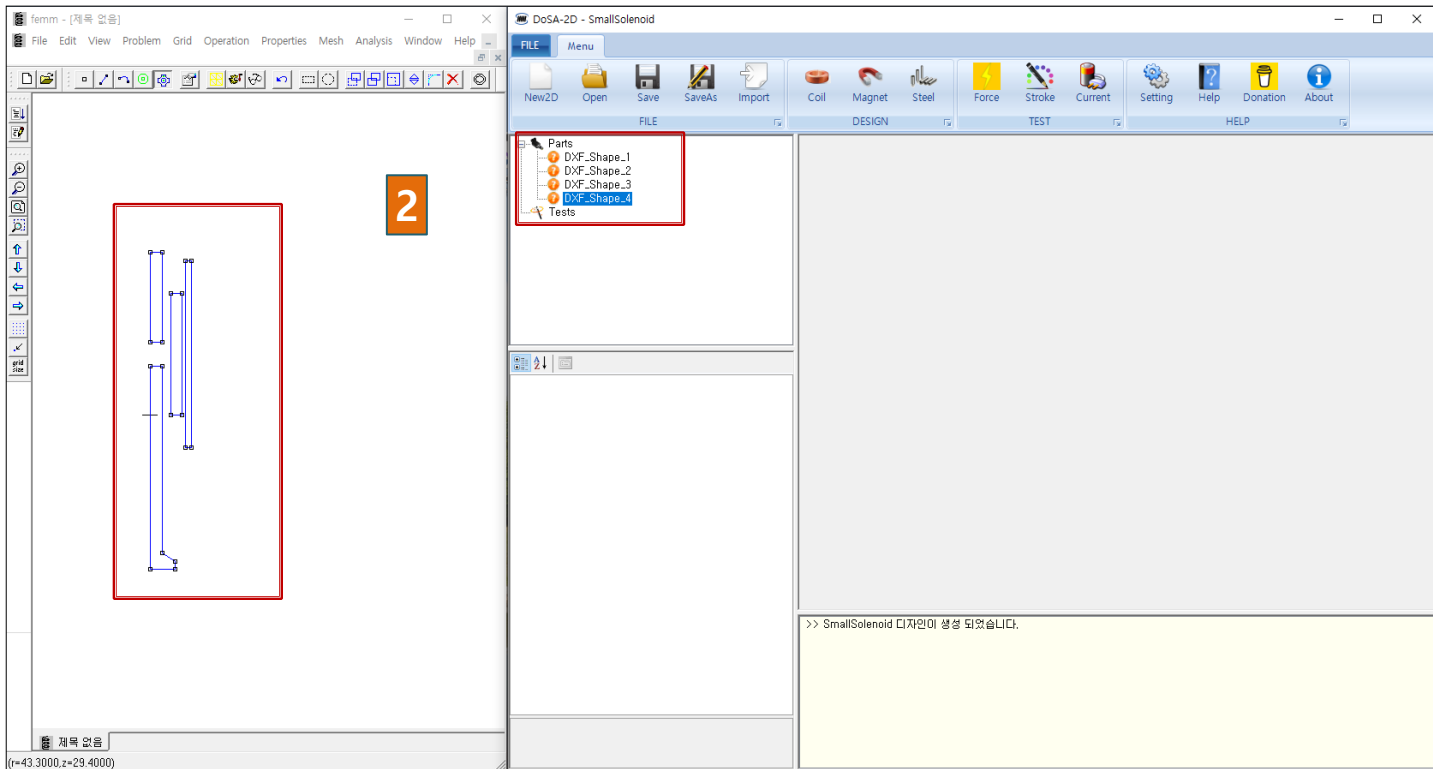 femm - [제목 없음]
File Edit View Problem Grid Operation Properties Mesh Analysis Window Help
grid
size
2
제목 없음
(r=43.3000,z=29.4000)
DoSA-2D - SmallSolenoid
FILE Menu
New2D Open Save SaveAs Import Coil Magnet Steel Force Stroke Current Setting Help Donation About
FILE DESIGN TEST HELP
Parts
DXF_Shape_1
DXF_Shape_2
DXF_Shape_3
DXF_Shape_4
Tests
>> SmallSolenoid 디자인이 생성 되었습니다.